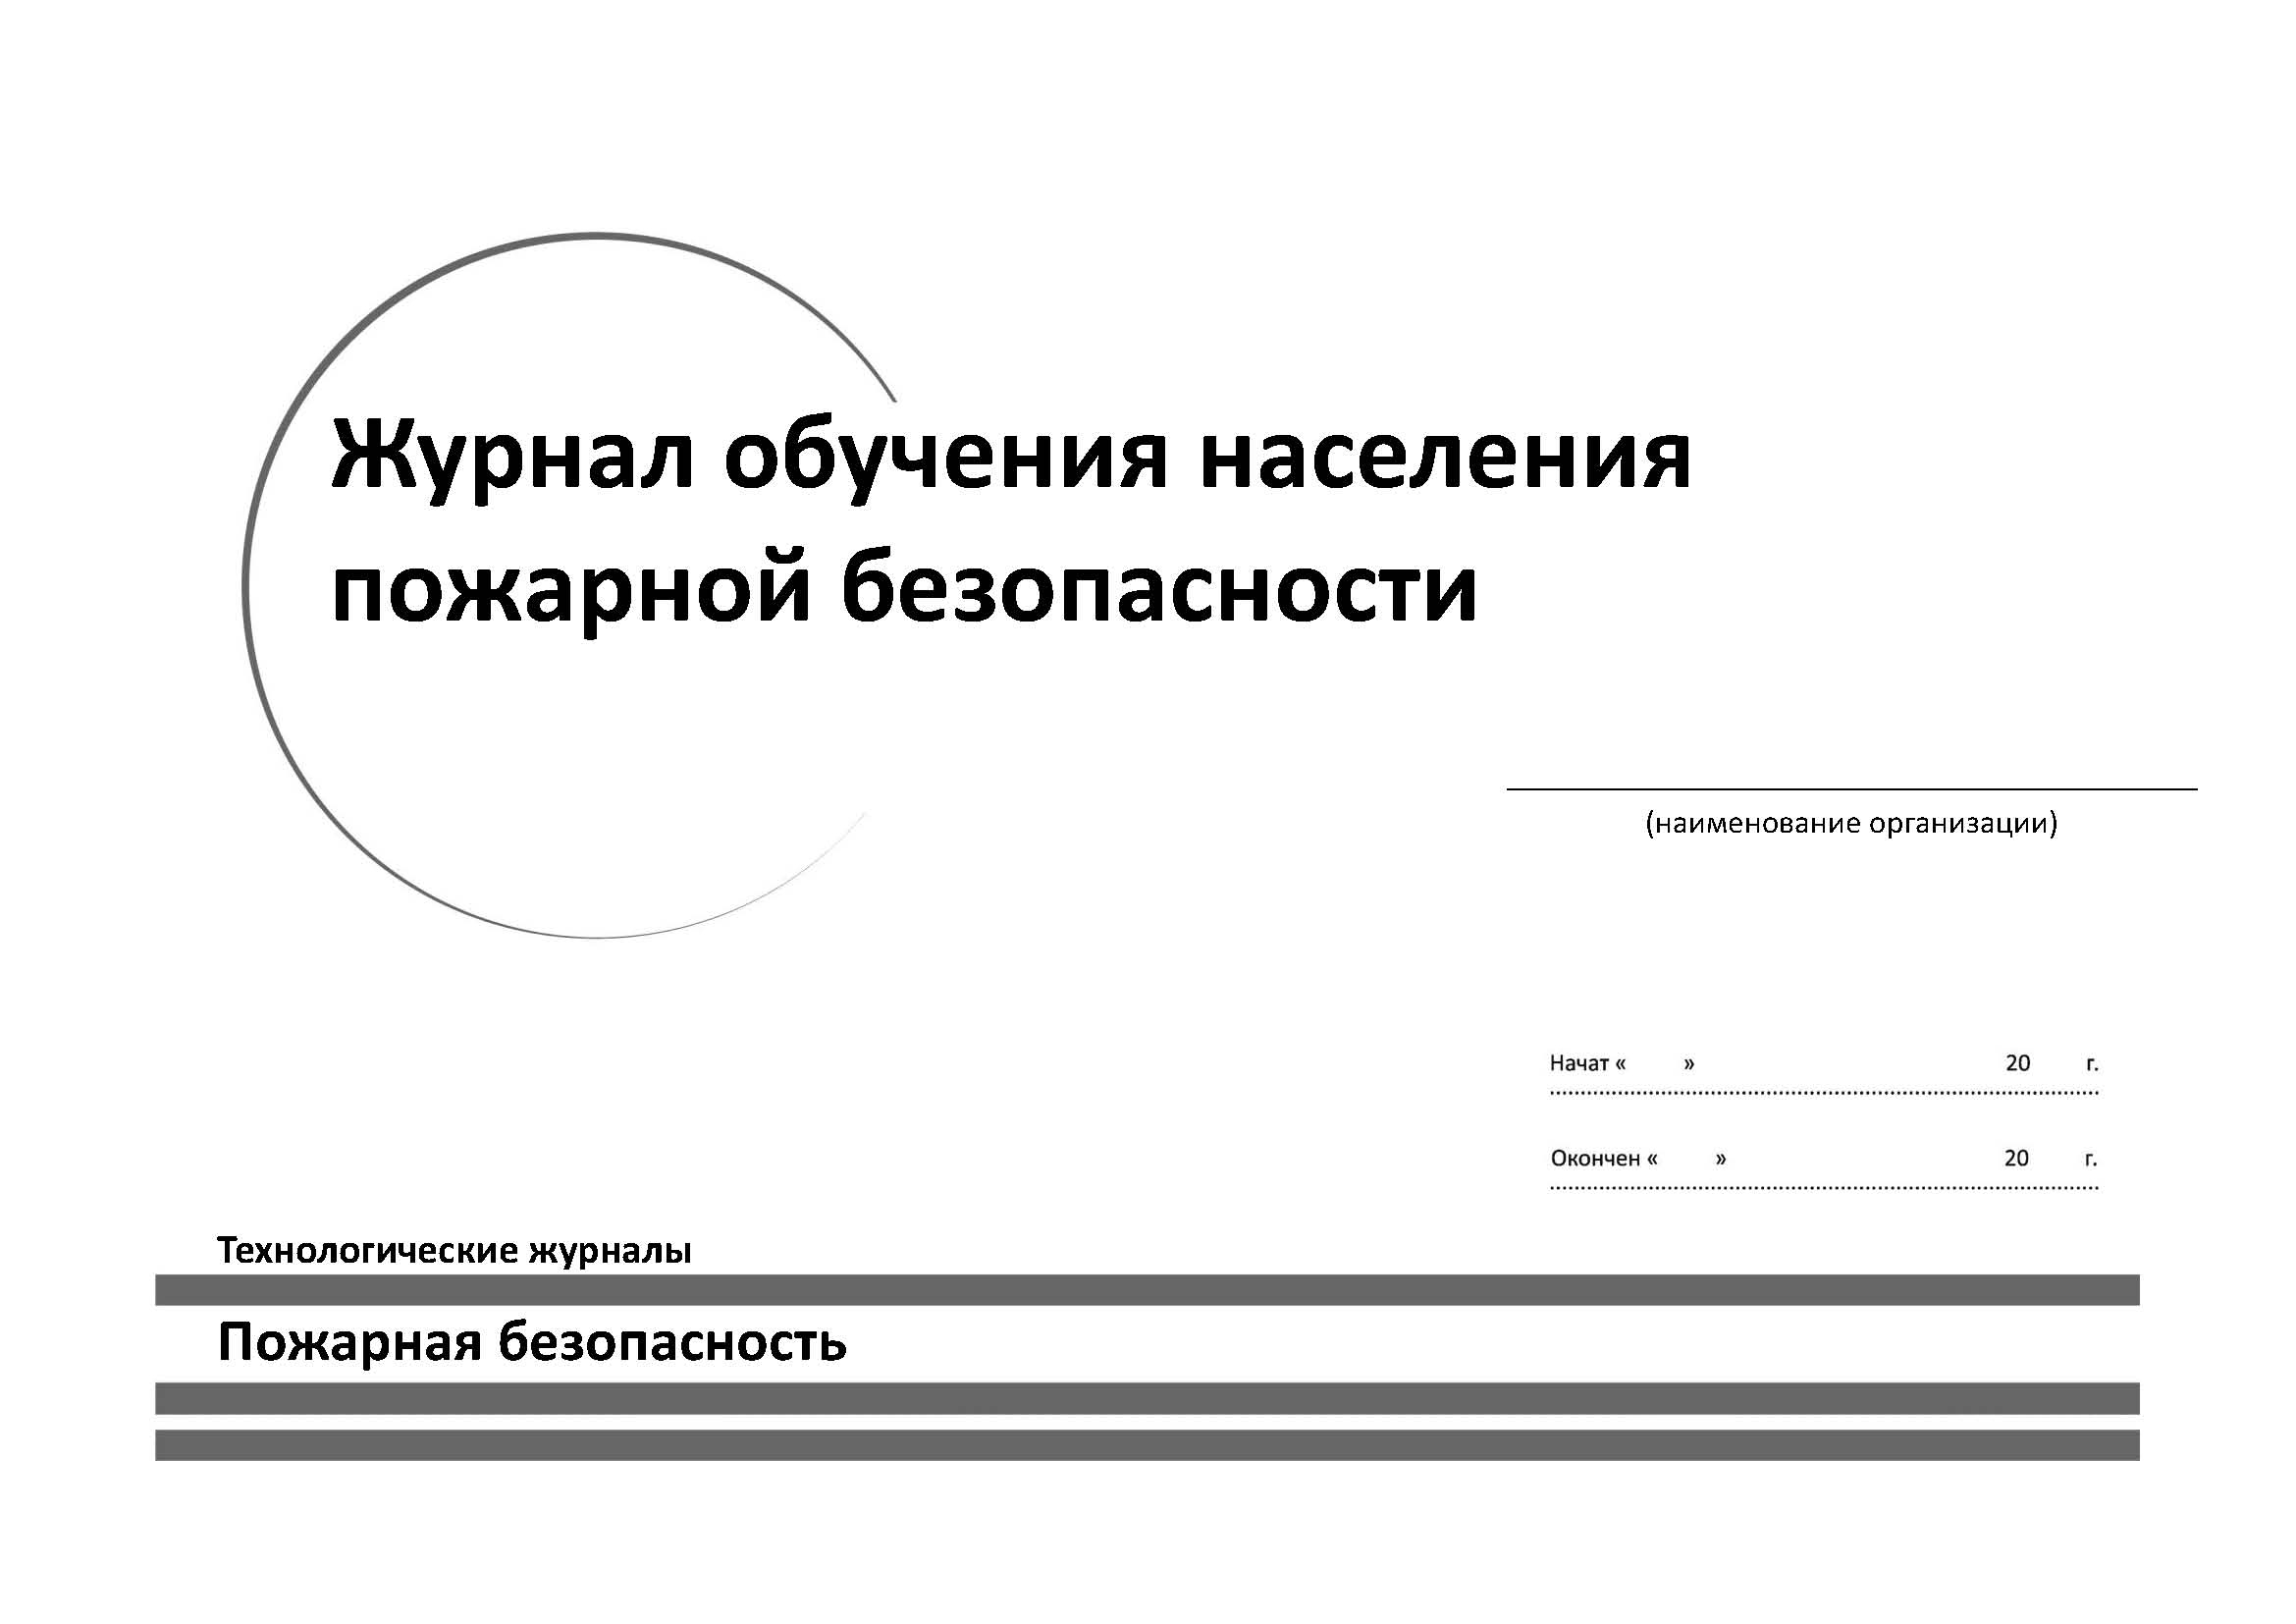 Журнал обучения населения
пожарной безопасности
(наименование организации)
Начат « » 20 г.
Окончен « » 20 г.
Технологические журналы
Пожарная безопасность